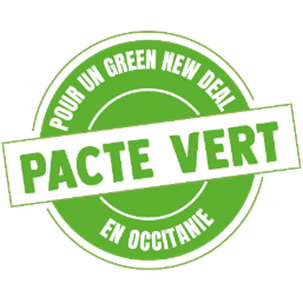 POUR UN GREEN NEW DEAL
PACTE VERT
EN OCCITANIE